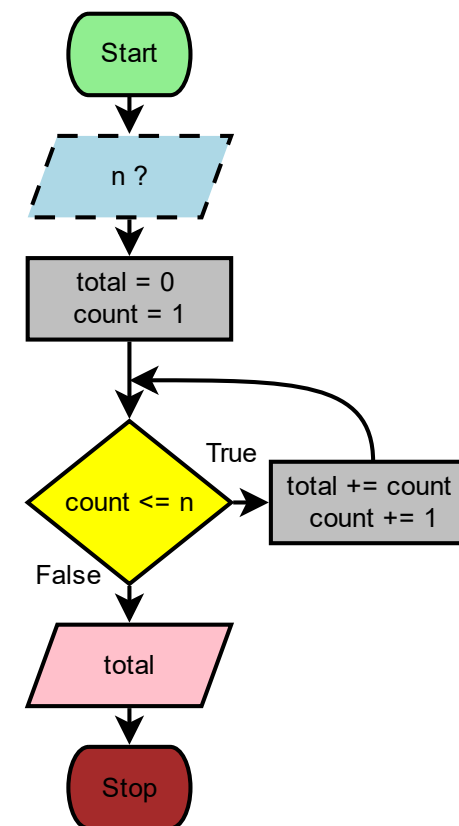 Start
n ?
total = 0
count = 1
count <= n
True
total += count
count += 1
False
total
Stop